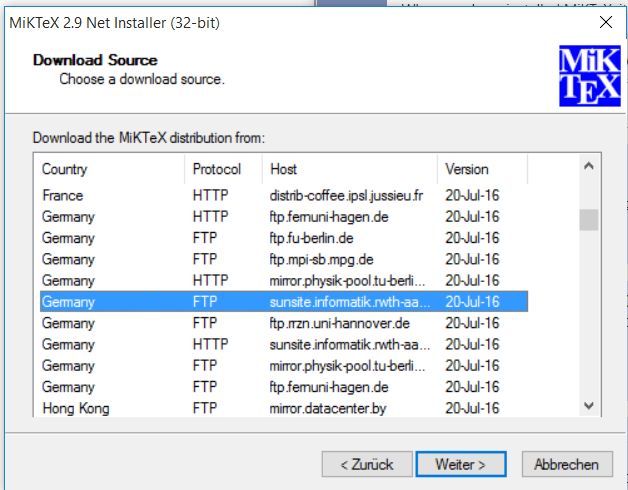 MiKTeX 2.9 Net Installer (32-bit)
Download Source
Choose a download source.
MiK
TEX
Download the MiKTeX distribution from:
Country Protocol Host Version
France HTTP distrib-coffee.ipsl.jussieu.fr 20-Jul-16
Germany HTTP ftp.fernuni-hagen.de 20-Jul-16
Germany FTP ftp.fu-berlin.de 20-Jul-16
Germany FTP ftp.mpi-sb.mpg.de 20-Jul-16
Germany HTTP mirror.physik-pool.tu-berli... 20-Jul-16
Germany FTP sunsite.informatik.rwth-aa... 20-Jul-16
Germany FTP ftp.rrzn.uni-hannover.de 20-Jul-16
Germany HTTP sunsite.informatik.rwth-aa... 20-Jul-16
Germany FTP mirror.physik-pool.tu-berli... 20-Jul-16
Germany FTP ftp.fernuni-hagen.de 20-Jul-16
Hong Kong FTP mirror.datacenter.by 20-Jul-16
< Zurück Weiter > Abbrechen